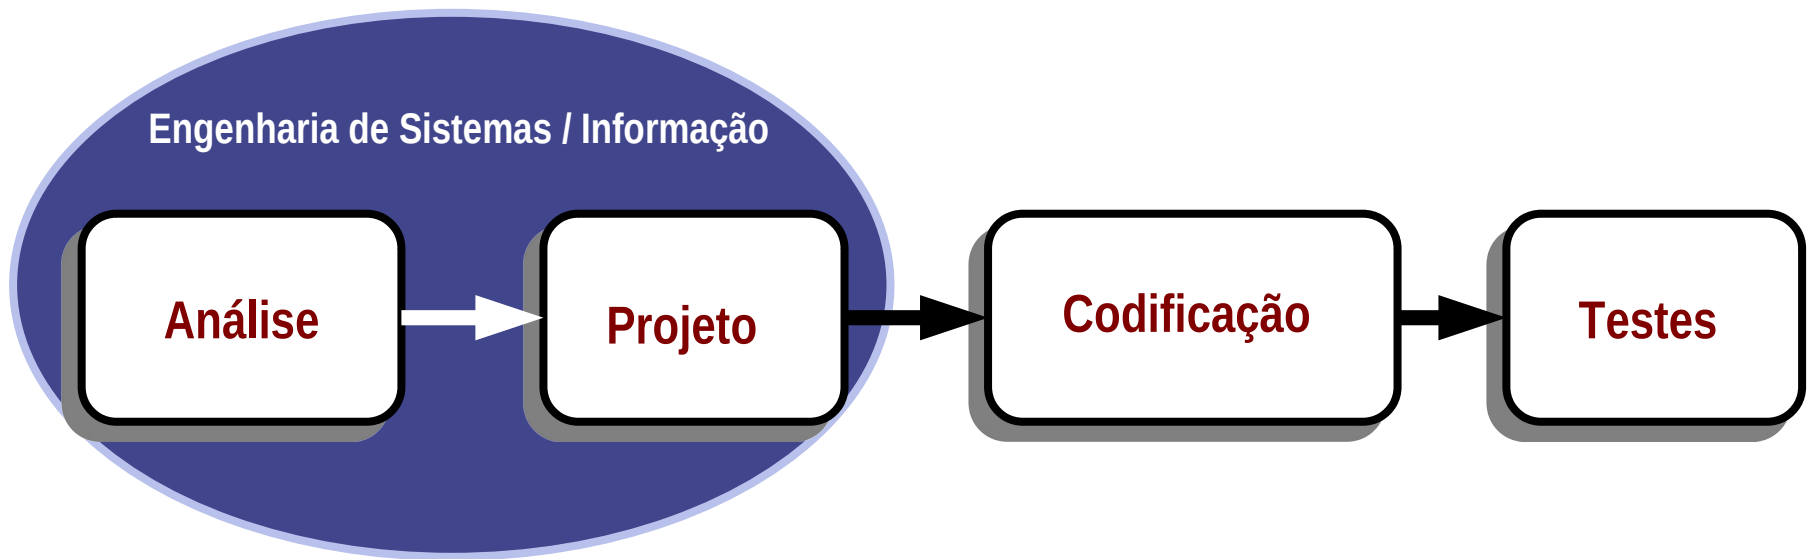 Engenharia de Sistemas / Informação
Análise
Projeto
Codificação
Testes